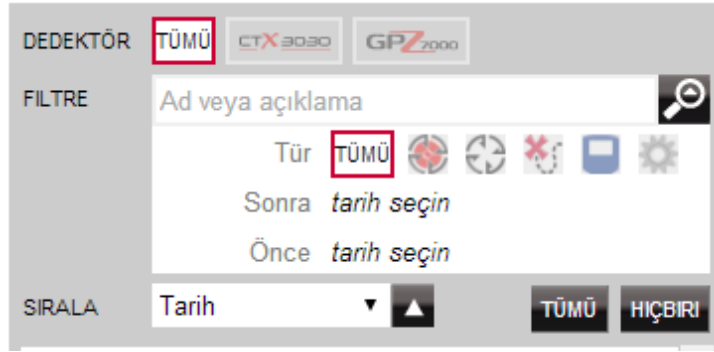 DEDEKTÖR TÜMÜ CTX 3030 GPZ 7000
FILTRE Ad veya açıklama
Tür TÜMÜ
Sonra tarih seçin
Önce tarih seçin
SIRALA Tarih TÜMÜ HIÇBIRI